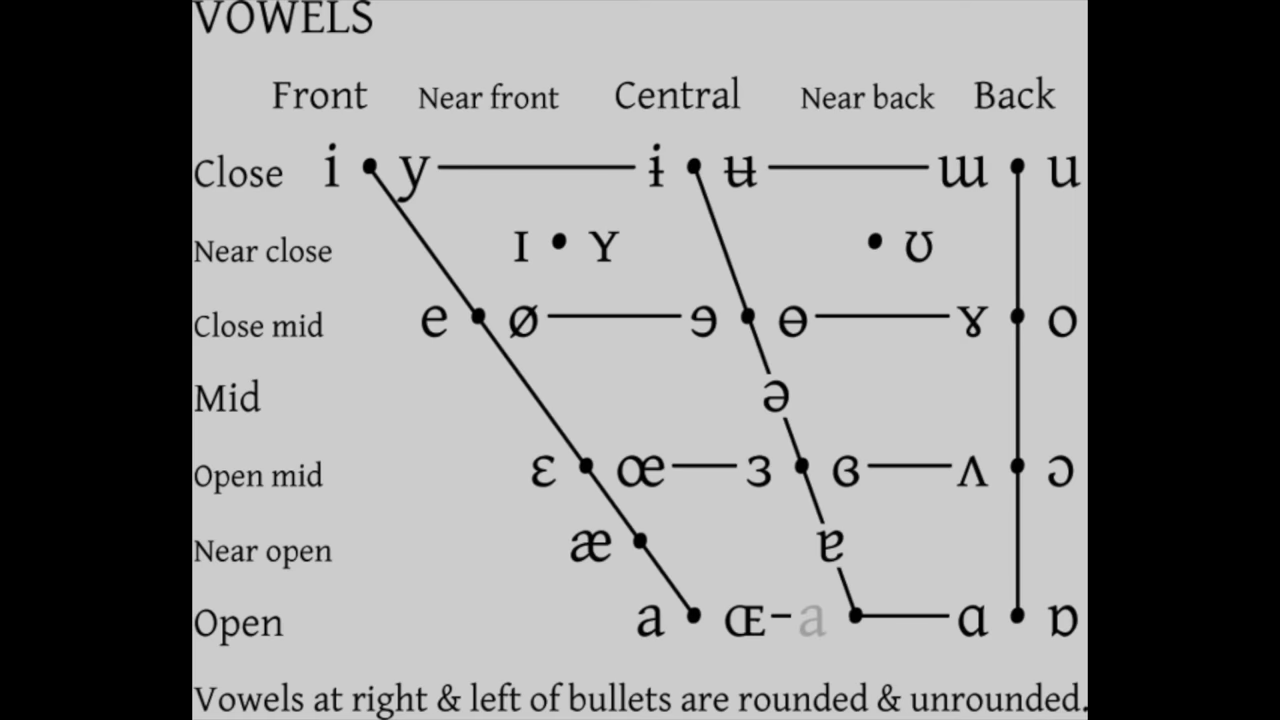 VOWELS
Front Near front Central Near back Back
Close i y ɨ ʉ ɯ u
Near close ɪ ʏ ʊ
Close mid e ø ɘ ɵ ɤ o
Mid ə
Open mid ɛ œ ɜ ɞ ʌ ɔ
Near open æ ɐ
Open a ɶ a ɑ ɒ
Vowels at right & left of bullets are rounded & unrounded.